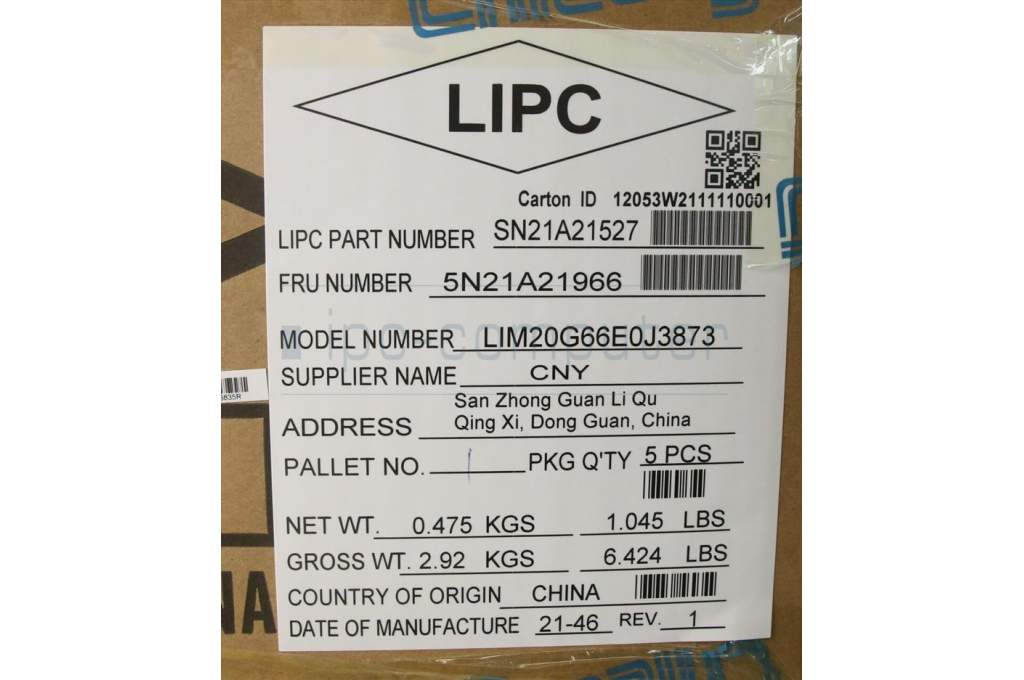 LIPC
Carton ID 12053W2111110001
LIPC PART NUMBER SN21A21527
FRU NUMBER 5N21A21966
ipc computer
MODEL NUMBER LIM20G66E0J3873
SUPPLIER NAME CNY
ADDRESS San Zhong Guan Li Qu
Qing Xi, Dong Guan, China
PALLET NO. 1 PKG Q'TY 5 PCS
NET WT. 0.475 KGS 1.045 LBS
GROSS WT. 2.92 KGS 6.424 LBS
COUNTRY OF ORIGIN CHINA
DATE OF MANUFACTURE 21-46 REV. 1